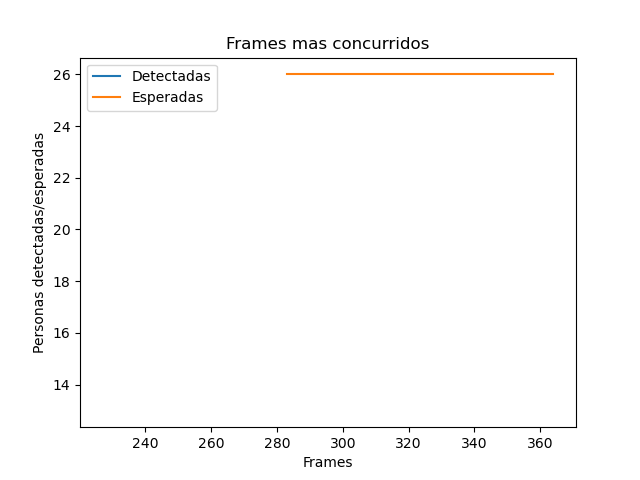 Frames mas concurridos
Detectadas
Esperadas
Personas detectadas/esperadas
26
24
22
20
18
16
14
240 260 280 300 320 340 360
Frames